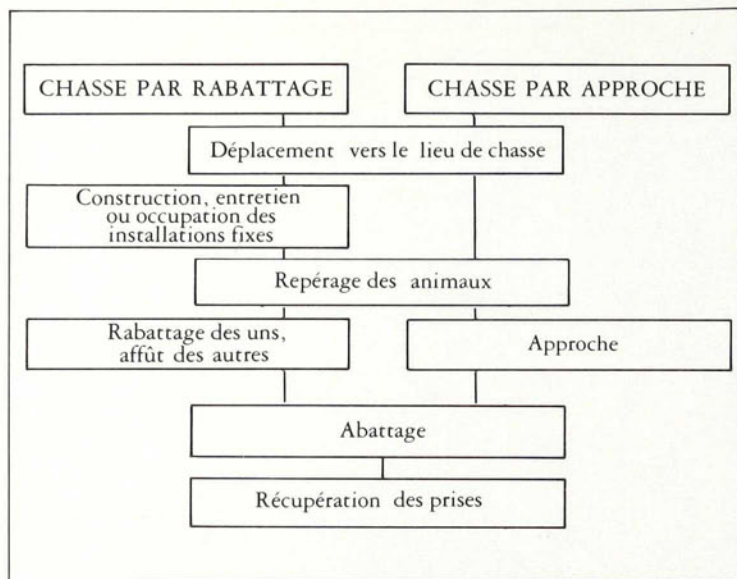 CHASSE PAR RABATTAGE
CHASSE PAR APPROCHE
Déplacement vers le lieu de chasse
Construction, entretien
ou occupation des
installations fixes
Repérage des animaux
Rabattage des uns,
affût des autres
Approche
Abattage
Récupération des prises